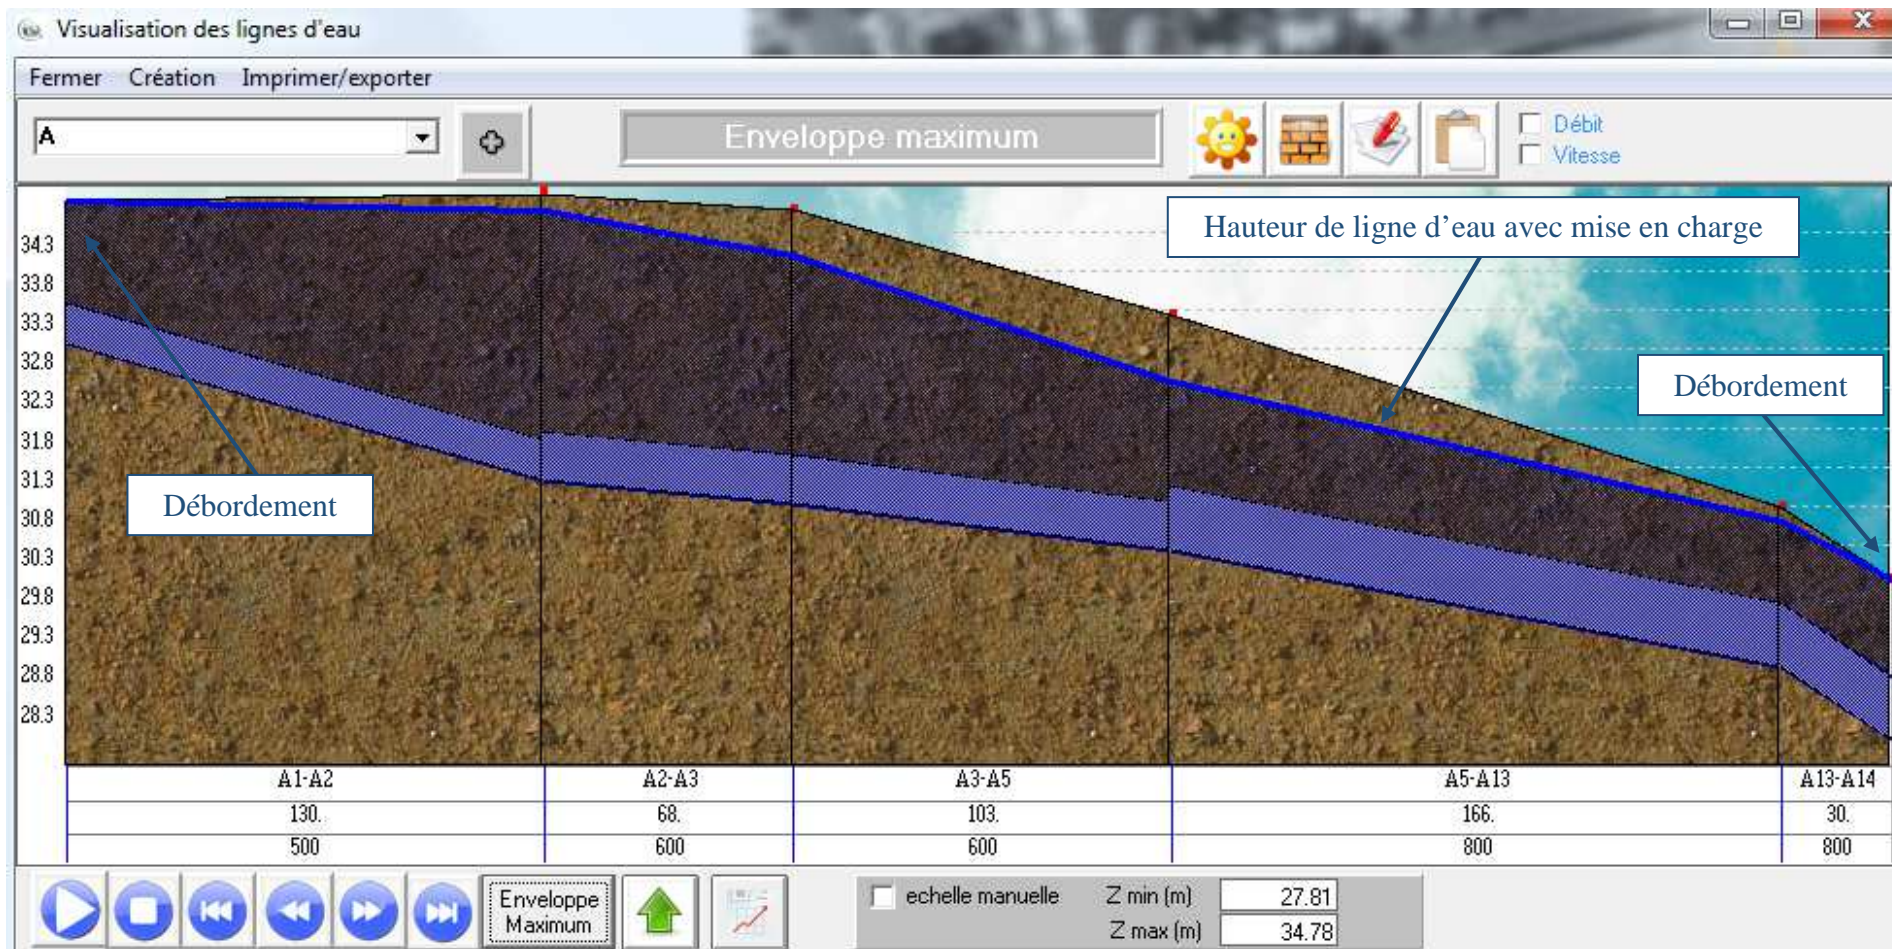 Visualisation des lignes d'eau
Fermer Création Imprimer/exporter
A
Enveloppe maximum
Débit
Vitesse
Hauteur de ligne d'eau avec mise en charge
Débordement
Débordement
34.3
33.8
33.3
32.8
32.3
31.8
31.3
30.8
30.3
29.8
29.3
28.8
28.3
A1-A2 A2-A3 A3-A5 A5-A13 A13-A14
130. 68. 103. 166. 30.
500 600 600 800 800
Enveloppe
Maximum
echelle manuelle Z min (m) 27.81
Z max (m) 34.78